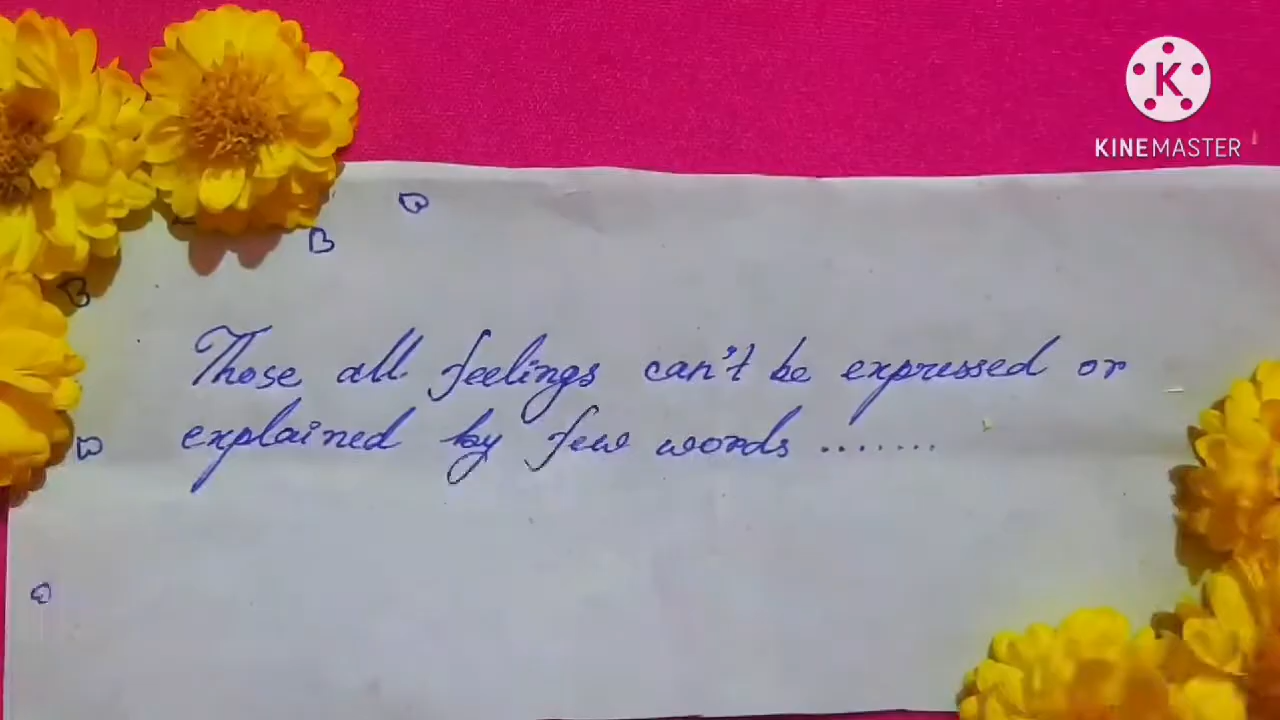 K
KINEMASTER
Those all feelings can't be expressed or
explained by few words .......